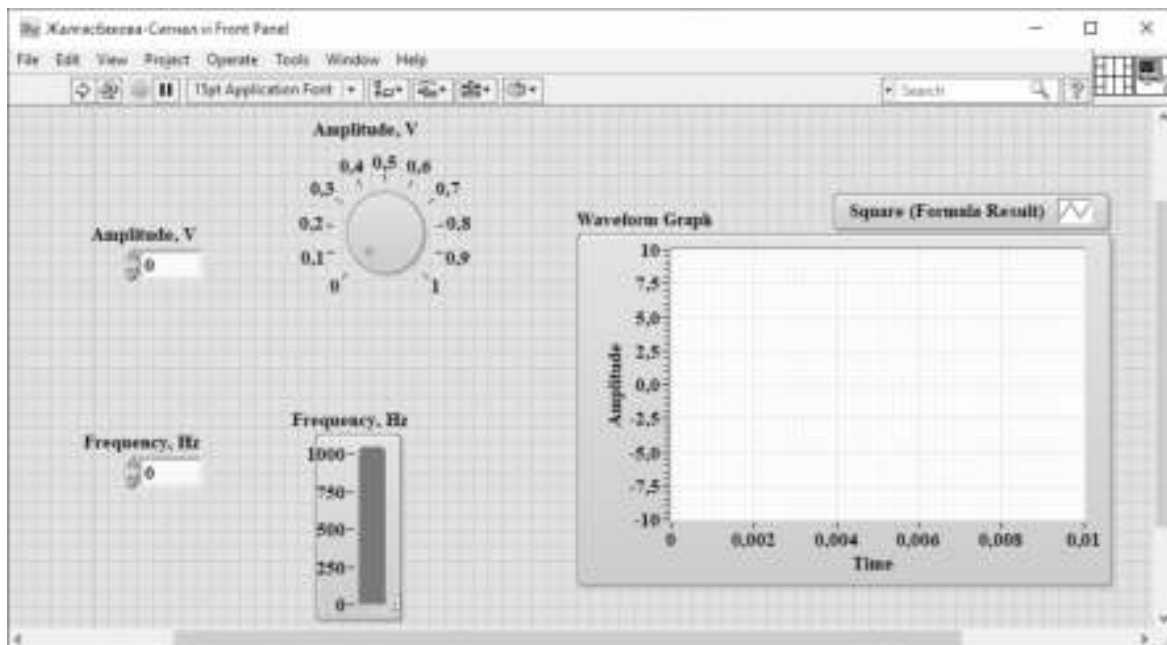 Жалғасбекова-Сигнал.vi Front Panel
File Edit View Project Operate Tools Window Help
15pt Application Font
Search
Amplitude, V
0
0,1
0,2
0,3
0,4
0,5
0,6
0,7
0,8
0,9
1
Amplitude, V
0
Frequency, Hz
0
Frequency, Hz
1000
750
500
250
0
Waveform Graph
Square (Formula Result)
Amplitude
10
7,5
5,0
2,5
0,0
-2,5
-5,0
-7,5
-10
0 0,002 0,004 0,006 0,008 0,01
Time